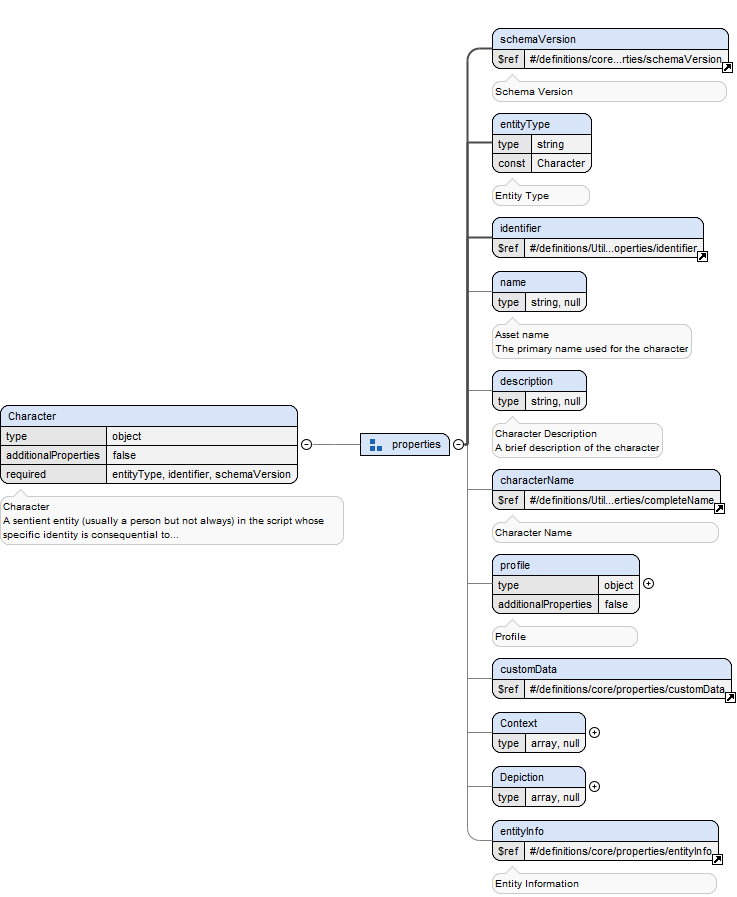 schemaVersion
$ref #/definitions/core...rties/schemaVersion
Schema Version
entityType
type string
const Character
Entity Type
identifier
$ref #/definitions/Util...operties/identifier
name
type string, null
Asset name
The primary name used for the character
description
type string, null
Character Description
A brief description of the character
Character
type object
additionalProperties false
required entityType, identifier, schemaVersion
Character
A sentient entity (usually a person but not always) in the script whose
specific identity is consequential to...
properties
characterName
$ref #/definitions/Util...erties/completeName
Character Name
profile
type object
additionalProperties false
Profile
customData
$ref #/definitions/core/properties/customData
Context
type array, null
Depiction
type array, null
entityInfo
$ref #/definitions/core/properties/entityInfo
Entity Information